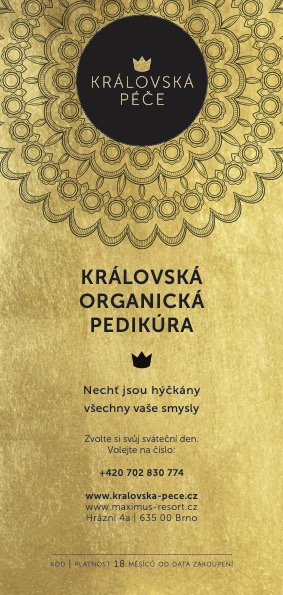 KRÁLOVSKÁ
PÉČE
KRÁLOVSKÁ
ORGANICKÁ
PEDIKÚRA
Nechť jsou hýčkány
všechny vaše smysly
Zvolte si svůj sváteční den.
Volejte na číslo:
+420 702 830 774
www.kralovska-pece.cz
www.maximus-resort.cz
Hrázní 4a | 635 00 Brno
KÓD | PLATNOST 18 MĚSÍCŮ OD DATA ZAKOUPENÍ